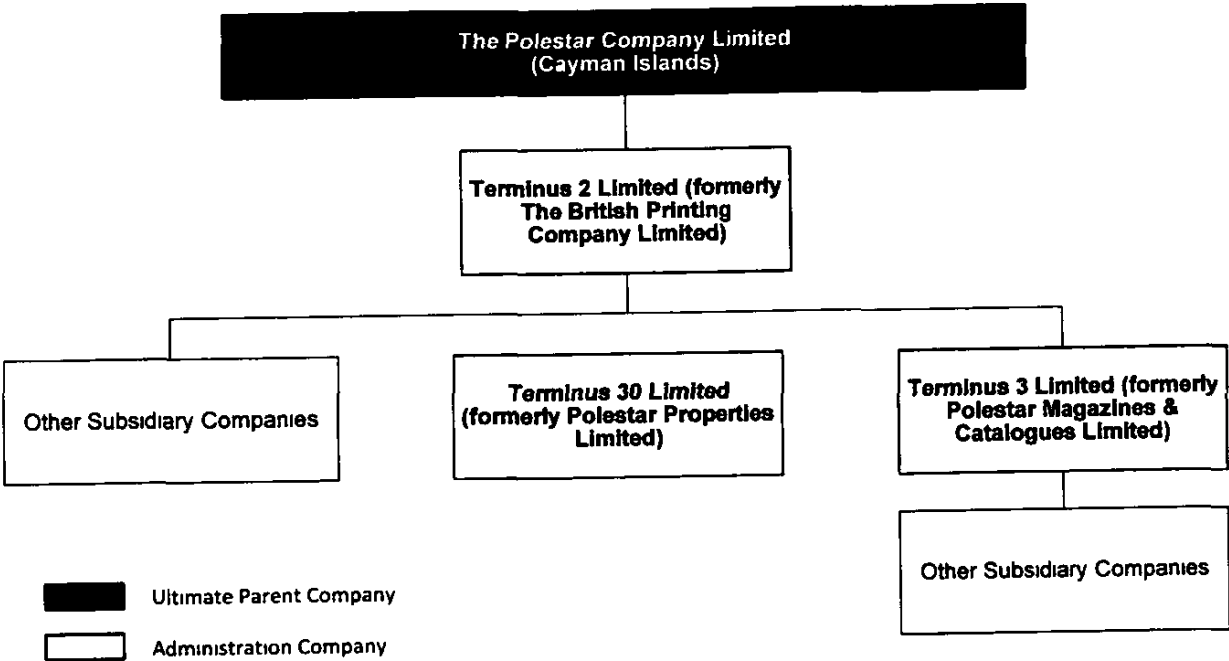 The Polestar Company Limited
(Cayman Islands)
Terminus 2 Limited (formerly
The British Printing
Company Limited)
Other Subsidiary Companies
Terminus 30 Limited
(formerly Polestar Properties
Limited)
Terminus 3 Limited (formerly
Polestar Magazines &
Catalogues Limited)
Other Subsidiary Companies
Ultimate Parent Company
Administration Company